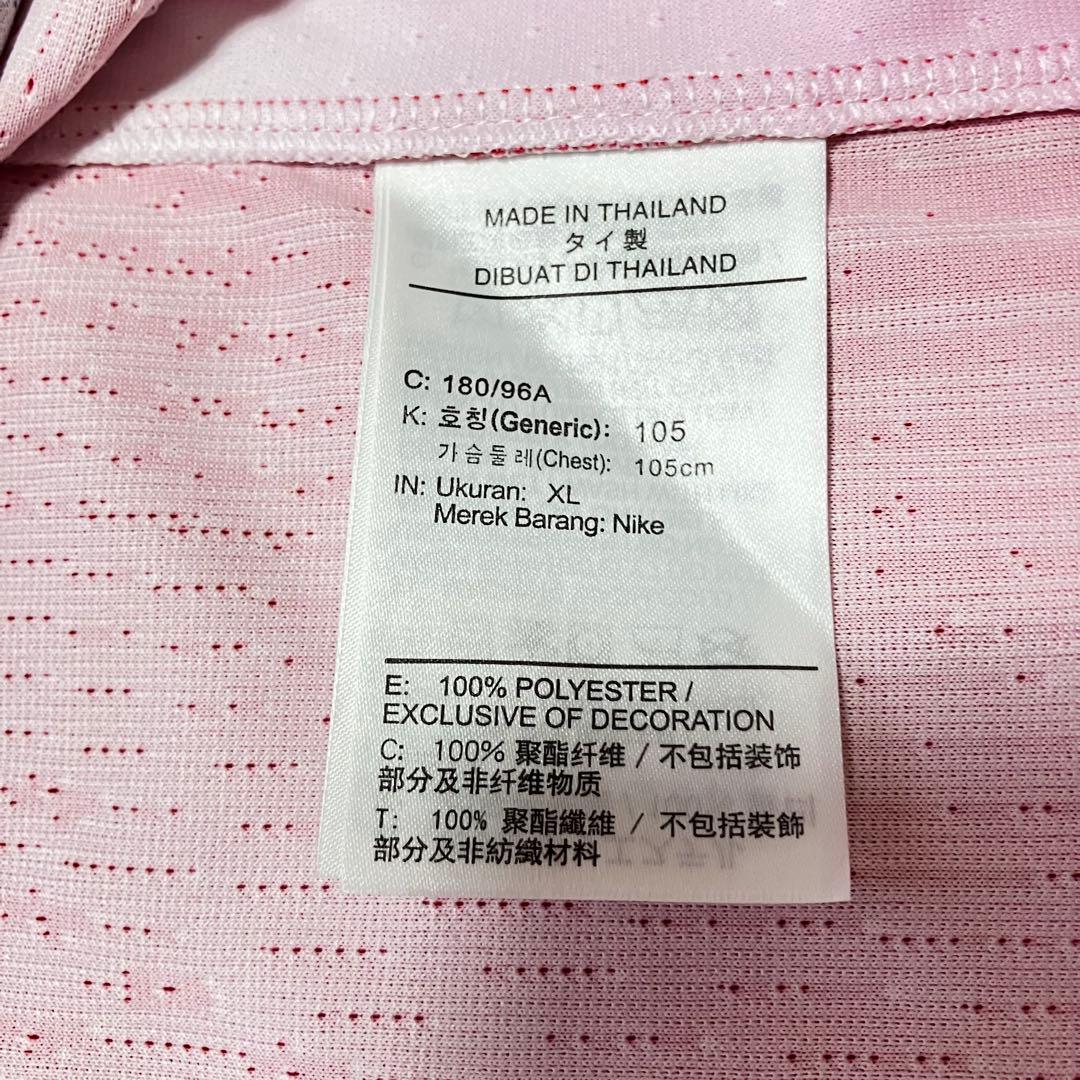 MADE IN THAILAND
タイ製
DIBUAT DI THAILAND
C: 180/96A
K: 호칭(Generic): 105
가슴둘레(Chest): 105cm
IN: Ukuran: XL
Merek Barang: Nike
E: 100% POLYESTER /
EXCLUSIVE OF DECORATION
C: 100% 聚酯纤维 / 不包括装饰
部分及非纤维物质
T: 100% 聚酯纖維 / 不包括裝飾
部分及非紡織材料